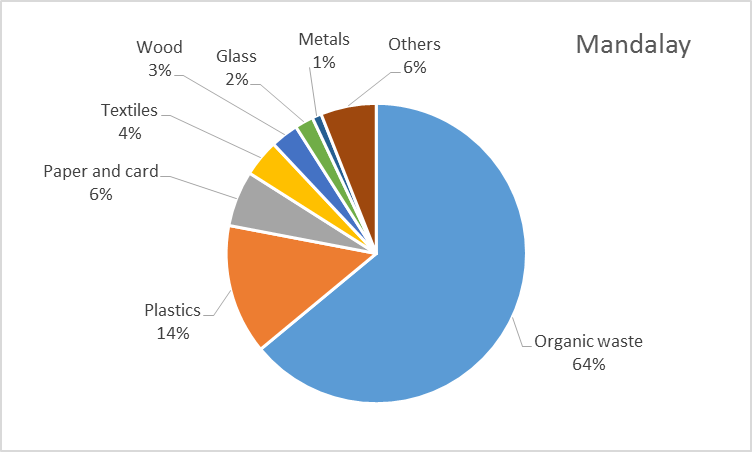 Mandalay
Organic waste
64%
Plastics
14%
Paper and card
6%
Textiles
4%
Wood
3%
Glass
2%
Metals
1%
Others
6%